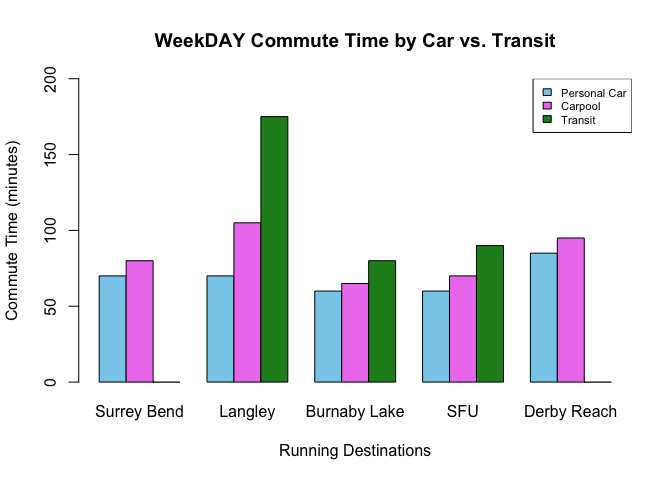 WeekDAY Commute Time by Car vs. Transit
Personal Car
Carpool
Transit
Commute Time (minutes)
200
150
100
50
0
Surrey Bend Langley Burnaby Lake SFU Derby Reach
Running Destinations